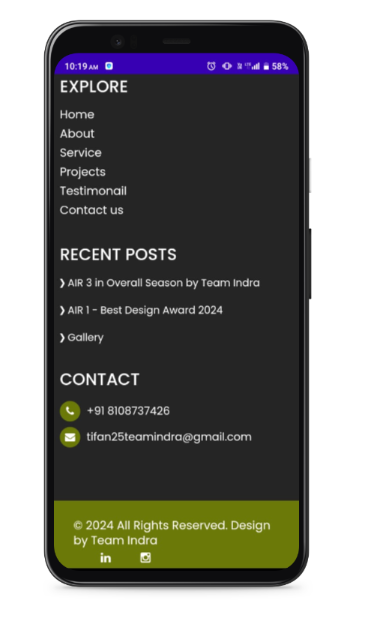 10:19 AM 58%
EXPLORE
Home
About
Service
Projects
Testimonail
Contact us
RECENT POSTS
❯ AIR 3 in Overall Season by Team Indra
❯ AIR 1 - Best Design Award 2024
❯ Gallery
CONTACT
+91 8108737426
tifan25teamindra@gmail.com
© 2024 All Rights Reserved. Design
by Team Indra
in